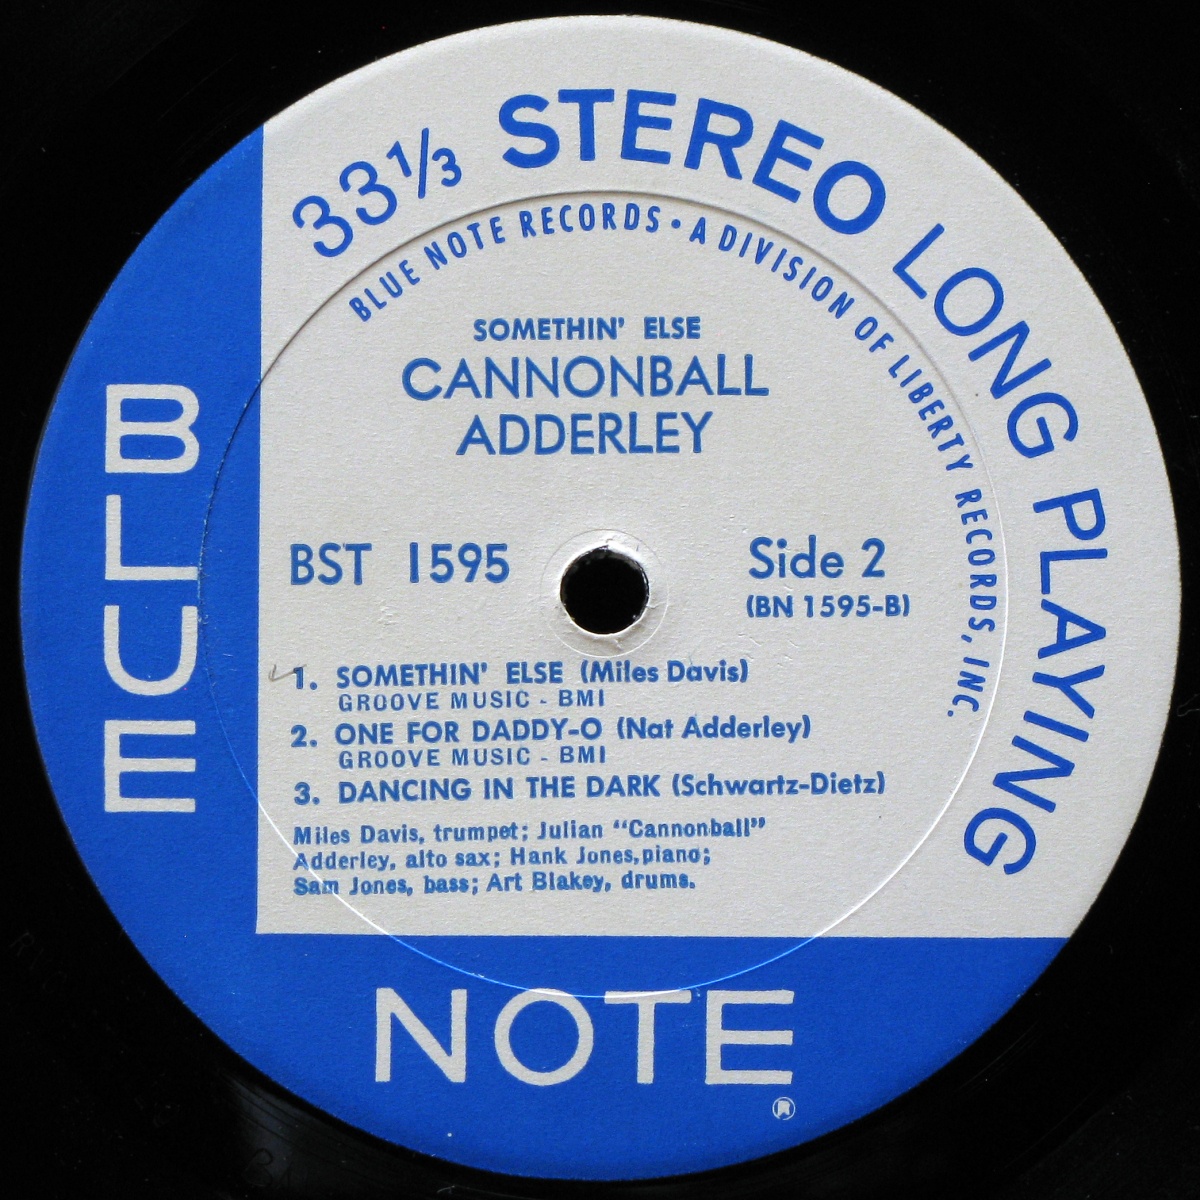 33⅓ STEREO LONG PLAYING
BLUE NOTE RECORDS • A DIVISION OF LIBERTY RECORDS, INC.
SOMETHIN' ELSE
CANNONBALL
ADDERLEY
BST 1595
Side 2
(BN 1595-B)
1. SOMETHIN' ELSE (Miles Davis)
GROOVE MUSIC - BMI
2. ONE FOR DADDY-O (Nat Adderley)
GROOVE MUSIC - BMI
3. DANCING IN THE DARK (Schwartz-Dietz)
Miles Davis, trumpet; Julian "Cannonball"
Adderley, alto sax; Hank Jones, piano;
Sam Jones, bass; Art Blakey, drums.
BLUE
NOTE
®